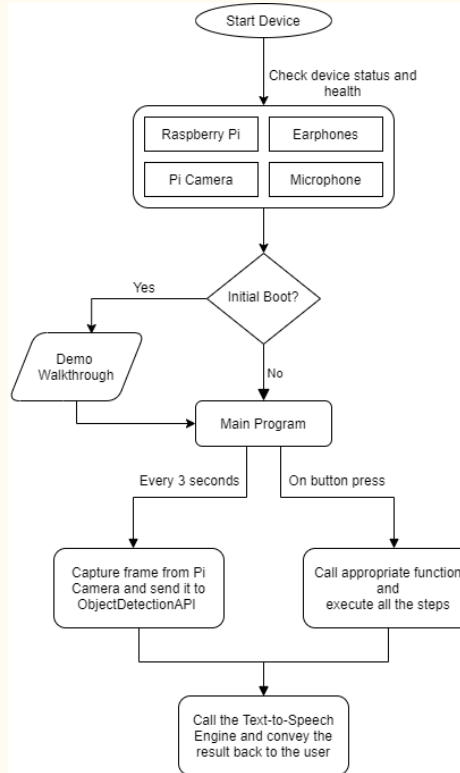 Start Device
Check device status and
health
Raspberry Pi
Earphones
Pi Camera
Microphone
Initial Boot?
Yes
Demo
Walkthrough
No
Main Program
Every 3 seconds
On button press
Capture frame from Pi
Camera and send it to
ObjectDetectionAPI
Call appropriate function
and
execute all the steps
Call the Text-to-Speech
Engine and convey the
result back to the user